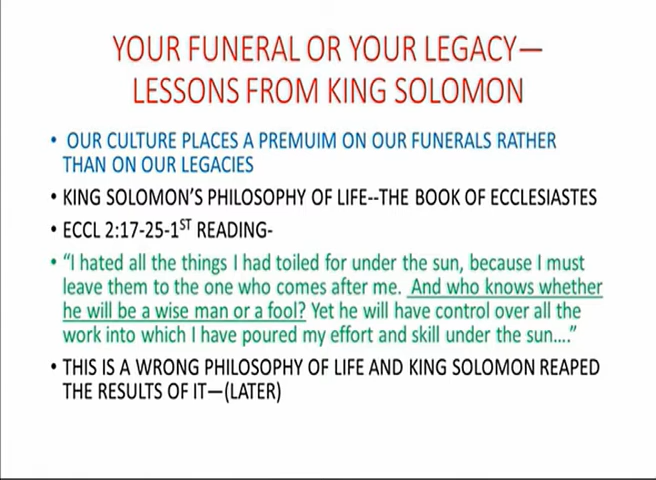 YOUR FUNERAL OR YOUR LEGACY—
LESSONS FROM KING SOLOMON
• OUR CULTURE PLACES A PREMUIM ON OUR FUNERALS RATHER
THAN ON OUR LEGACIES
• KING SOLOMON'S PHILOSOPHY OF LIFE--THE BOOK OF ECCLESIASTES
• ECCL 2:17-25-1ST READING-
• "I hated all the things I had toiled for under the sun, because I must
leave them to the one who comes after me. And who knows whether
he will be a wise man or a fool? Yet he will have control over all the
work into which I have poured my effort and skill under the sun…."
• THIS IS A WRONG PHILOSOPHY OF LIFE AND KING SOLOMON REAPED
THE RESULTS OF IT—(LATER)